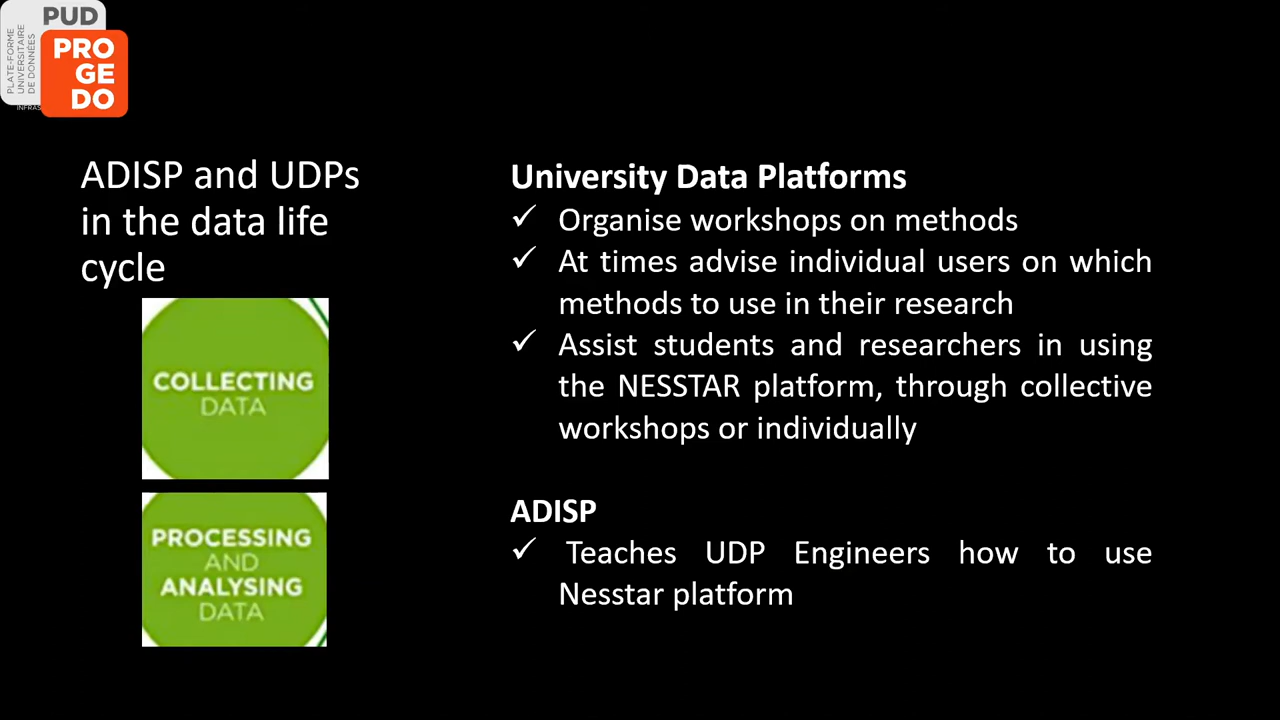 PUD
PLATE-FORME
UNIVERSITAIRE
DE DONNÉES
PRO
GE
DO
INFRAS
ADISP and UDPs
in the data life
cycle
COLLECTING
DATA
PROCESSING
AND
ANALYSING
DATA
University Data Platforms
✓ Organise workshops on methods
✓ At times advise individual users on which
methods to use in their research
✓ Assist students and researchers in using
the NESSTAR platform, through collective
workshops or individually
ADISP
✓ Teaches UDP Engineers how to use
Nesstar platform